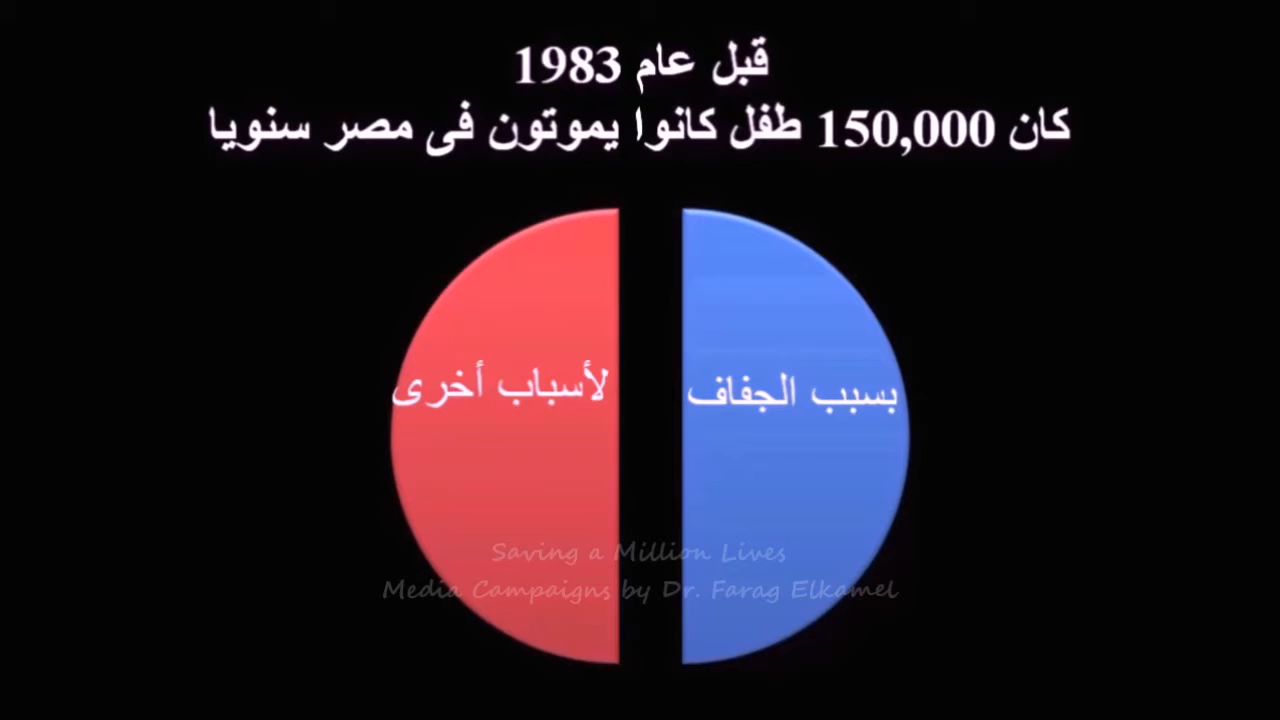 قبل عام 1983
كان 150,000 طفل كانوا يموتون فى مصر سنويا
بسبب الجفاف
لأسباب أخرى
Saving a Million Lives
Media Campaigns by Dr. Farag Elkamel